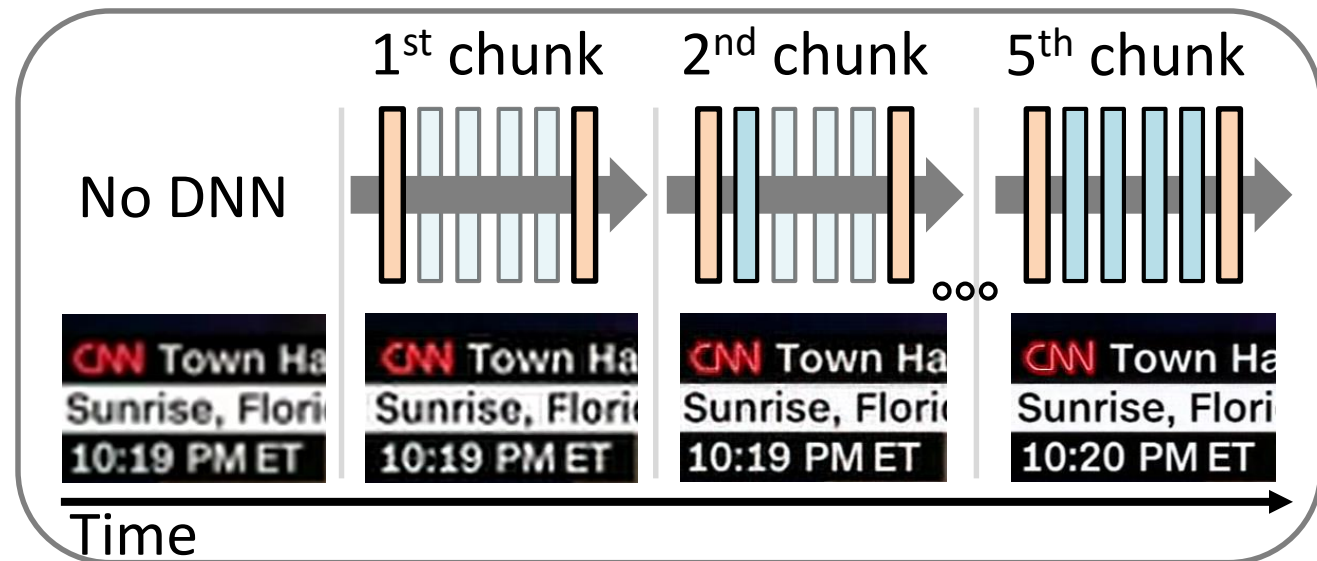 1st chunk
2nd chunk
5th chunk
No DNN
CNN Town Ha
Sunrise, Flori
10:19 PM ET
CNN Town Ha
Sunrise, Flori
10:19 PM ET
CNN Town Ha
Sunrise, Flori
10:19 PM ET
CNN Town Ha
Sunrise, Flori
10:20 PM ET
Time